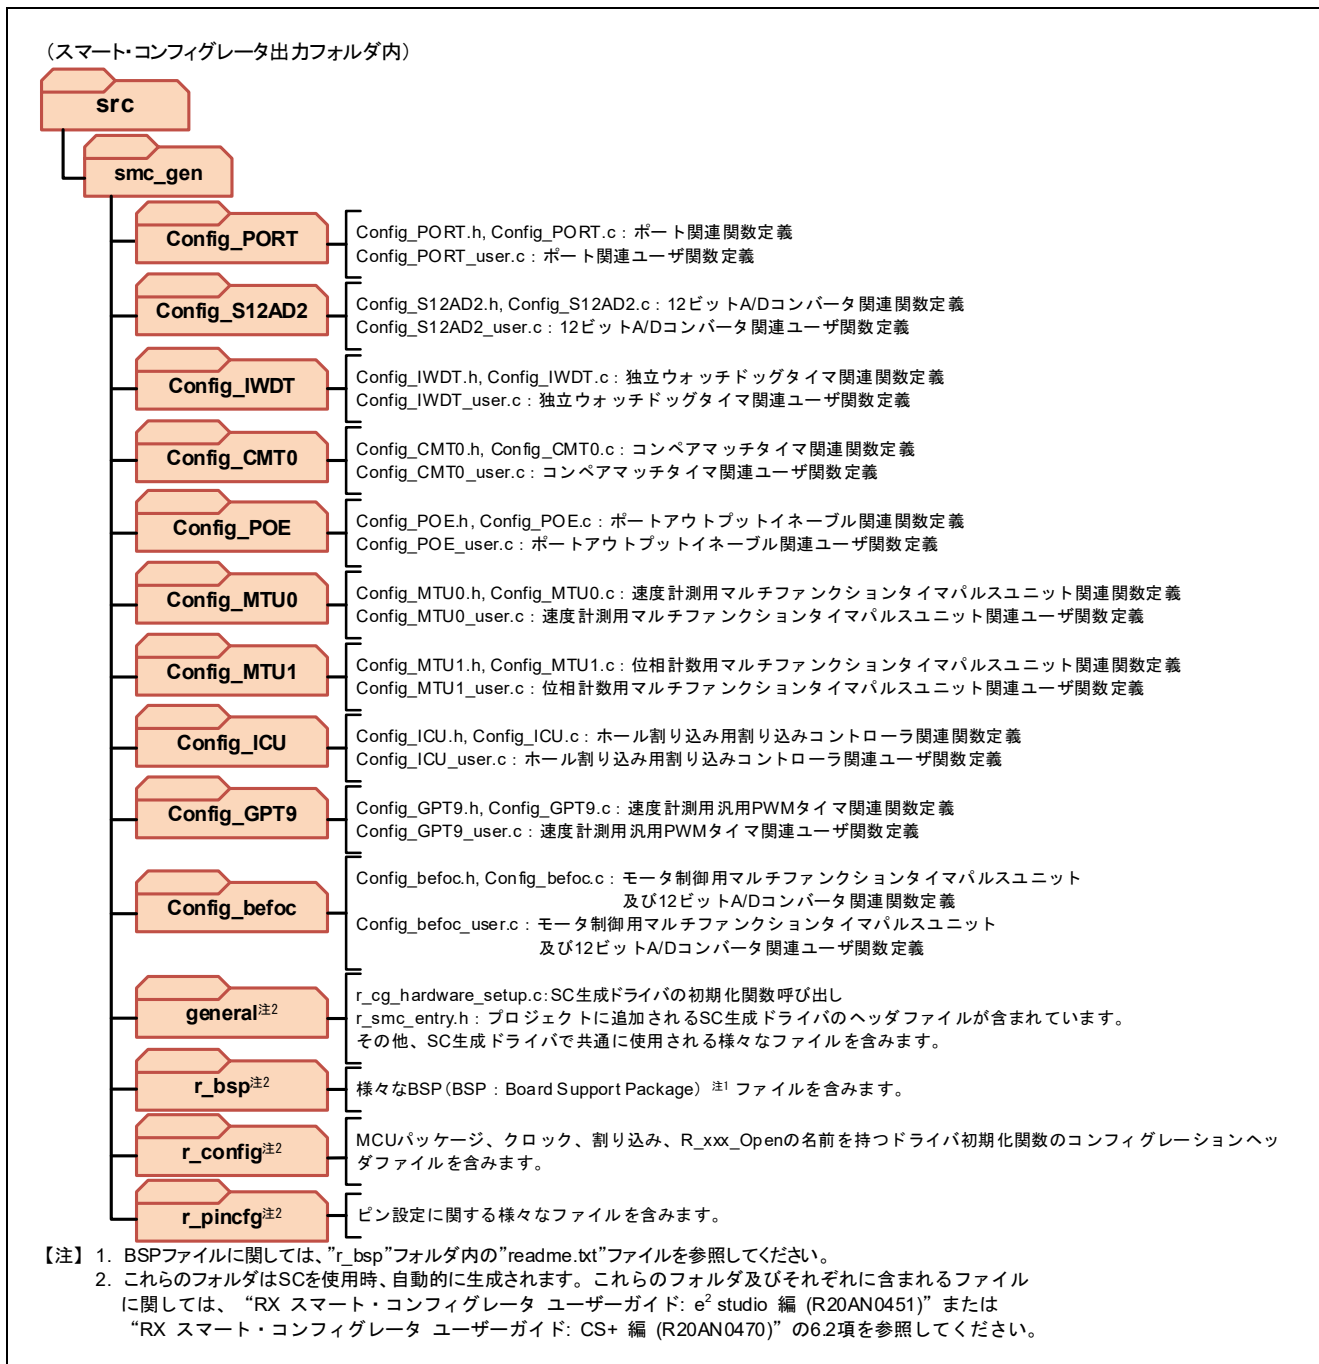 （スマート・コンフィグレータ出力フォルダ内）
src
smc_gen
Config_PORT
Config_PORT.h, Config_PORT.c：ポート関連関数定義
Config_PORT_user.c：ポート関連ユーザ関数定義
Config_S12AD2
Config_S12AD2.h, Config_S12AD2.c：12ビットA/Dコンバータ関連関数定義
Config_S12AD2_user.c：12ビットA/Dコンバータ関連ユーザ関数定義
Config_IWDT
Config_IWDT.h, Config_IWDT.c：独立ウォッチドッグタイマ関連関数定義
Config_IWDT_user.c：独立ウォッチドッグタイマ関連ユーザ関数定義
Config_CMT0
Config_CMT0.h, Config_CMT0.c：コンペアマッチタイマ関連関数定義
Config_CMT0_user.c：コンペアマッチタイマ関連ユーザ関数定義
Config_POE
Config_POE.h, Config_POE.c：ポートアウトプットイネーブル関連関数定義
Config_POE_user.c：ポートアウトプットイネーブル関連ユーザ関数定義
Config_MTU0
Config_MTU0.h, Config_MTU0.c：速度計測用マルチファンクションタイマパルスユニット関連関数定義
Config_MTU0_user.c：速度計測用マルチファンクションタイマパルスユニット関連ユーザ関数定義
Config_MTU1
Config_MTU1.h, Config_MTU1.c：位相計数用マルチファンクションタイマパルスユニット関連関数定義
Config_MTU1_user.c：位相計数用マルチファンクションタイマパルスユニット関連ユーザ関数定義
Config_ICU
Config_ICU.h, Config_ICU.c：ホール割り込み用割り込みコントローラ関連関数定義
Config_ICU_user.c：ホール割り込み用割り込みコントローラ関連ユーザ関数定義
Config_GPT9
Config_GPT9.h, Config_GPT9.c：速度計測用汎用PWMタイマ関連関数定義
Config_GPT9_user.c：速度計測用汎用PWMタイマ関連ユーザ関数定義
Config_befoc
Config_befoc.h, Config_befoc.c：モータ制御用マルチファンクションタイマパルスユニット
及び12ビットA/Dコンバータ関連関数定義
Config_befoc_user.c：モータ制御用マルチファンクションタイマパルスユニット
及び12ビットA/Dコンバータ関連ユーザ関数定義
general注2
r_cg_hardware_setup.c：SC生成ドライバの初期化関数呼び出し
r_smc_entry.h：プロジェクトに追加されるSC生成ドライバのヘッダファイルが含まれています。
その他、SC生成ドライバで共通に使用される様々なファイルを含みます。
r_bsp注2
様々なBSP（BSP：Board Support Package）注1 ファイルを含みます。
r_config注2
MCUパッケージ、クロック、割り込み、R_xxx_Openの名前を持つドライバ初期化関数のコンフィグレーションヘッ
ダファイルを含みます。
r_pincfg注2
ピン設定に関する様々なファイルを含みます。
【注】 1. BSPファイルに関しては、”r_bsp”フォルダ内の”readme.txt”ファイルを参照してください。
2. これらのフォルダはSCを使用時、自動的に生成されます。これらのフォルダ及びそれぞれに含まれるファイル
に関しては、 “RX スマート・コンフィグレータ ユーザーガイド: e² studio 編 (R20AN0451)” または
“RX スマート・コンフィグレータ ユーザーガイド: CS+ 編 (R20AN0470)” の6.2項を参照してください。